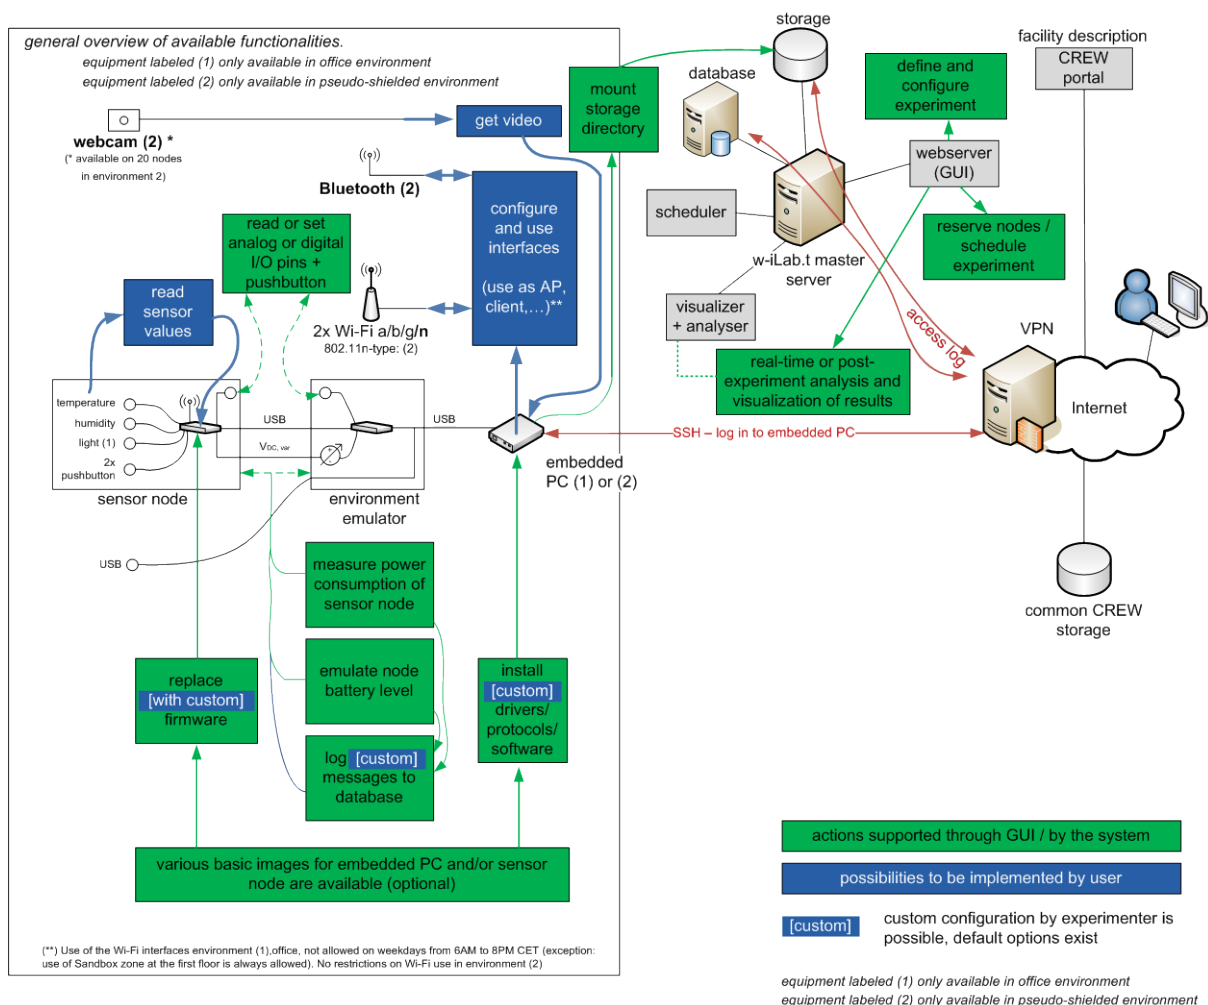 general overview of available functionalities.
equipment labeled (1) only available in office environment
equipment labeled (2) only available in pseudo-shielded environment
webcam (2) *
(* available on 20 nodes
in environment 2)
get video
Bluetooth (2)
configure
and use
interfaces
(use as AP,
client,…)**
2x Wi-Fi a/b/g/n
802.11n-type: (2)
read or set
analog or digital
I/O pins +
pushbutton
read
sensor
values
temperature
humidity
light (1)
2x
pushbutton
sensor node
USB
VDC, var
environment
emulator
USB
embedded
PC (1) or (2)
USB
measure power
consumption of
sensor node
emulate node
battery level
log [custom]
messages to
database
replace
[with custom]
firmware
install
[custom]
drivers/
protocols/
software
various basic images for embedded PC and/or sensor
node are available (optional)
(**) Use of the Wi-Fi interfaces environment (1),office, not allowed on weekdays from 6AM to 8PM CET (exception:
use of Sandbox zone at the first floor is always allowed). No restrictions on Wi-Fi use in environment (2)
mount
storage
directory
storage
database
scheduler
w-iLab.t master
server
visualizer
+ analyser
real-time or post-
experiment analysis and
visualization of results
define and
configure
experiment
webserver
(GUI)
reserve nodes /
schedule
experiment
facility description
CREW
portal
access log
VPN
Internet
SSH – log in to embedded PC
common CREW
storage
actions supported through GUI / by the system
possibilities to be implemented by user
[custom]
custom configuration by experimenter is
possible, default options exist
equipment labeled (1) only available in office environment
equipment labeled (2) only available in pseudo-shielded environment